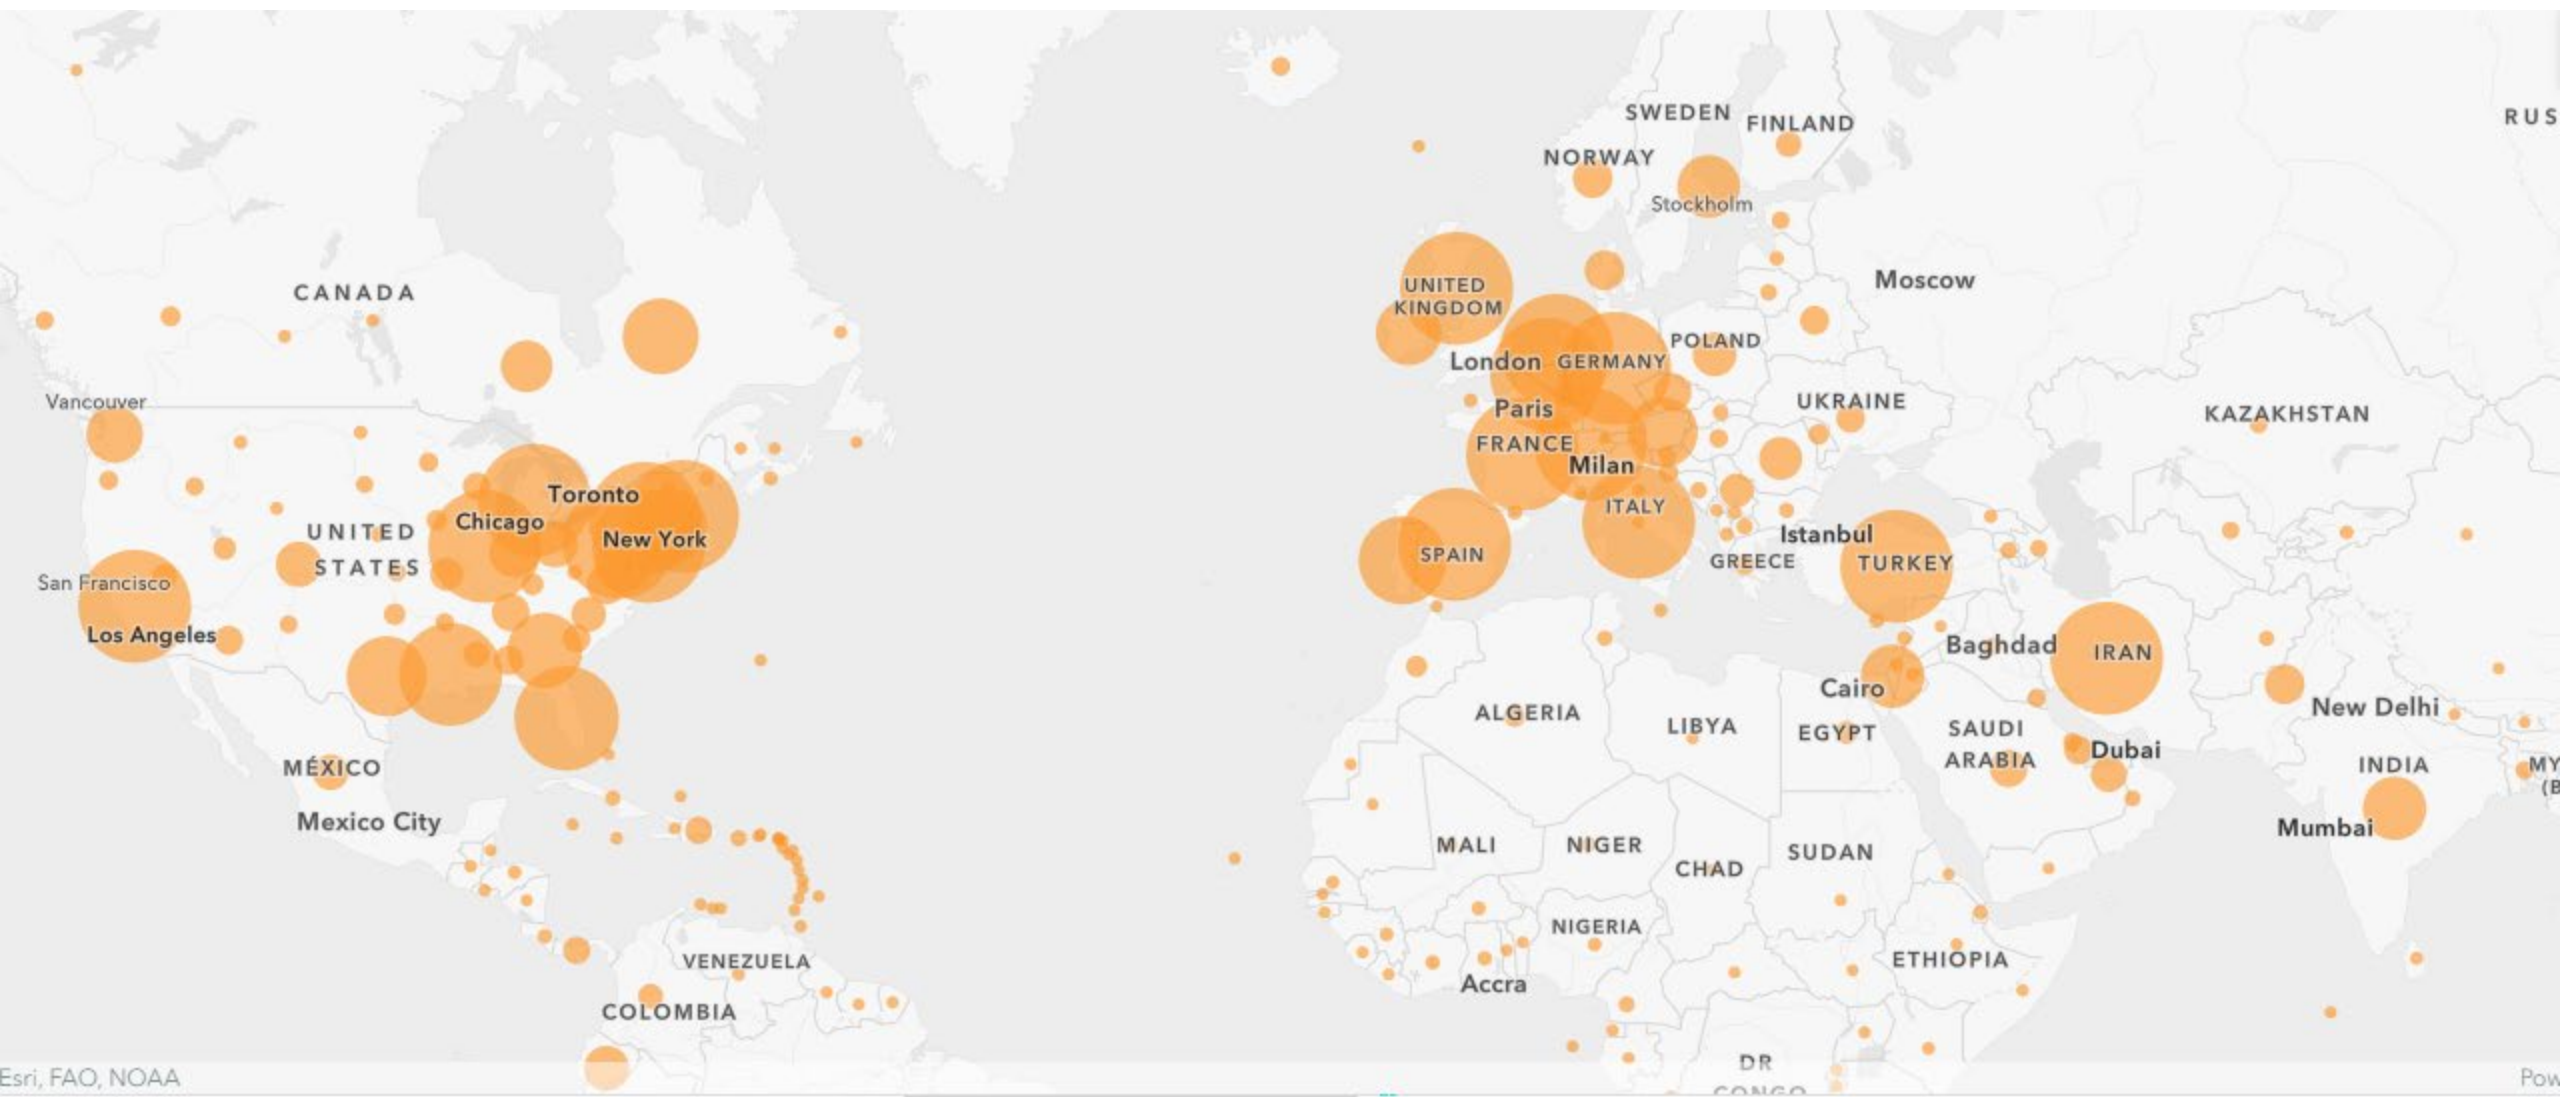 SWEDEN
FINLAND
RUS
NORWAY
Stockholm
CANADA
UNITED
KINGDOM
Moscow
POLAND
London
GERMANY
Vancouver
Paris
UKRAINE
KAZAKHSTAN
FRANCE
Milan
Toronto
Chicago
ITALY
UNITED
STATES
New York
Istanbul
SPAIN
GREECE
TURKEY
San Francisco
Los Angeles
Baghdad
IRAN
Cairo
New Delhi
ALGERIA
LIBYA
EGYPT
SAUDI
ARABIA
Dubai
MÉXICO
INDIA
MY
(B
Mexico City
Mumbai
MALI
NIGER
CHAD
SUDAN
NIGERIA
VENEZUELA
ETHIOPIA
Accra
COLOMBIA
DR
CONGO
Esri, FAO, NOAA
Pow